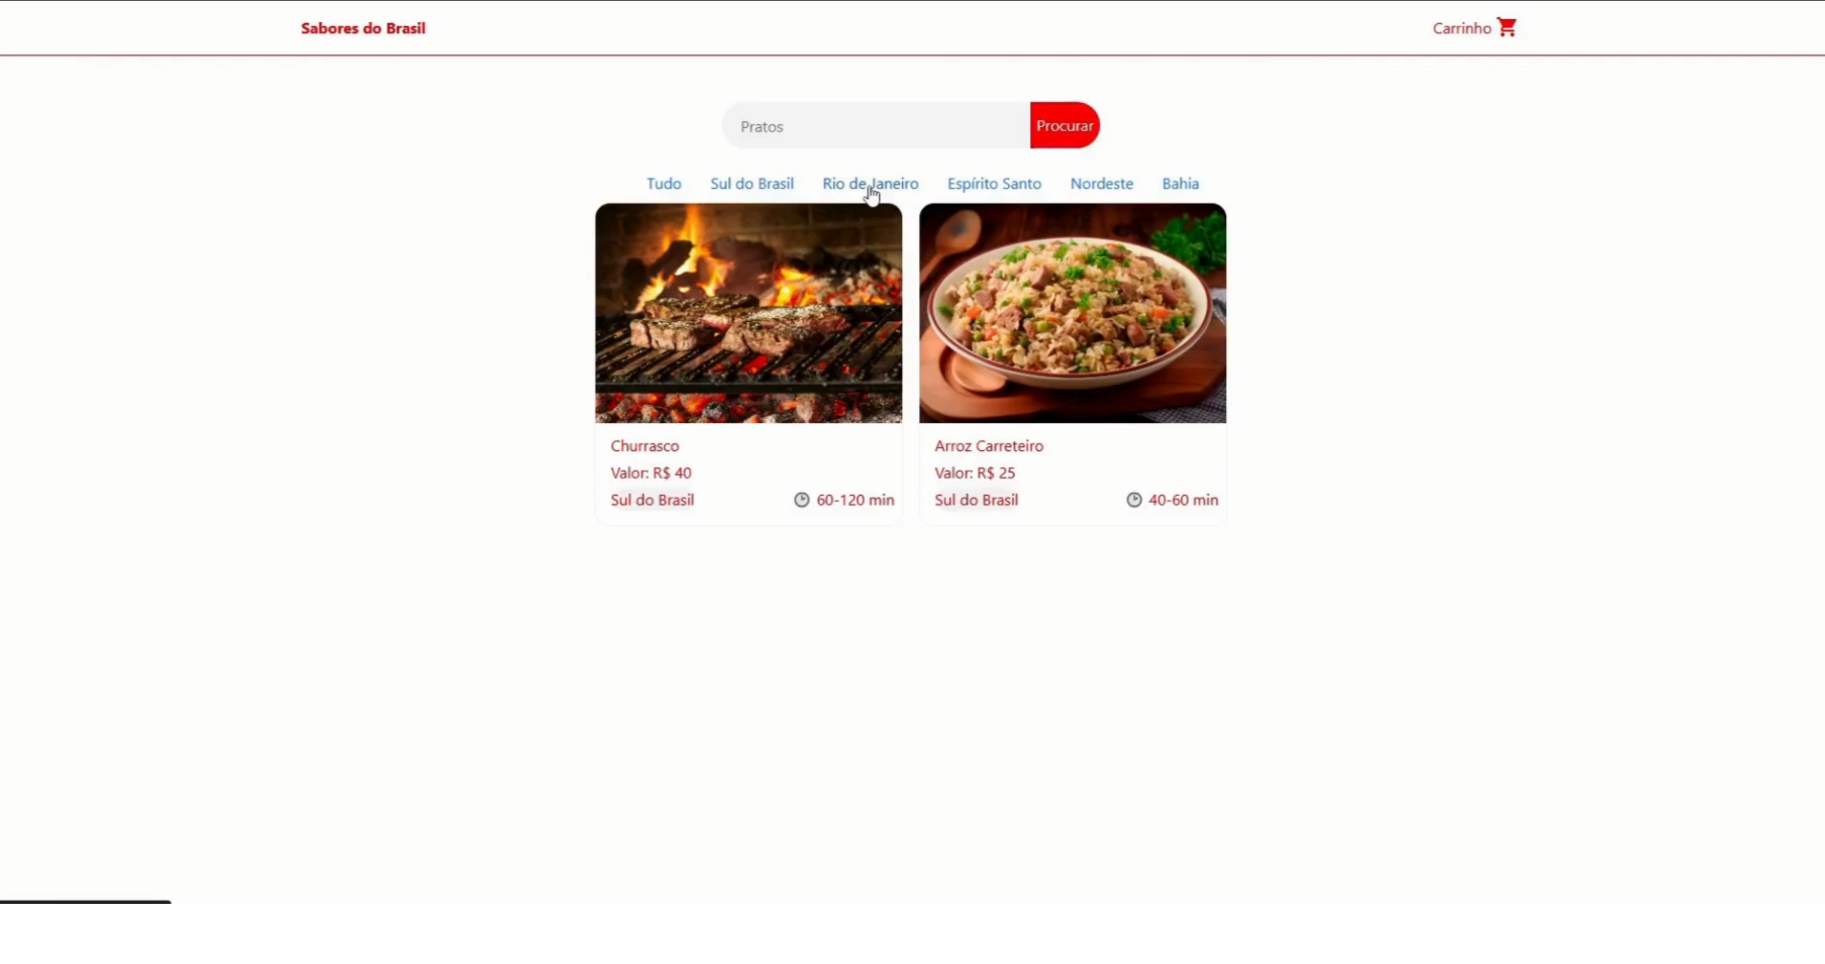 Sabores do Brasil
Carrinho
Pratos
Procurar
Tudo Sul do Brasil Rio de Janeiro Espírito Santo Nordeste Bahia
Churrasco
Valor: R$ 40
Sul do Brasil 60-120 min
Arroz Carreteiro
Valor: R$ 25
Sul do Brasil 40-60 min